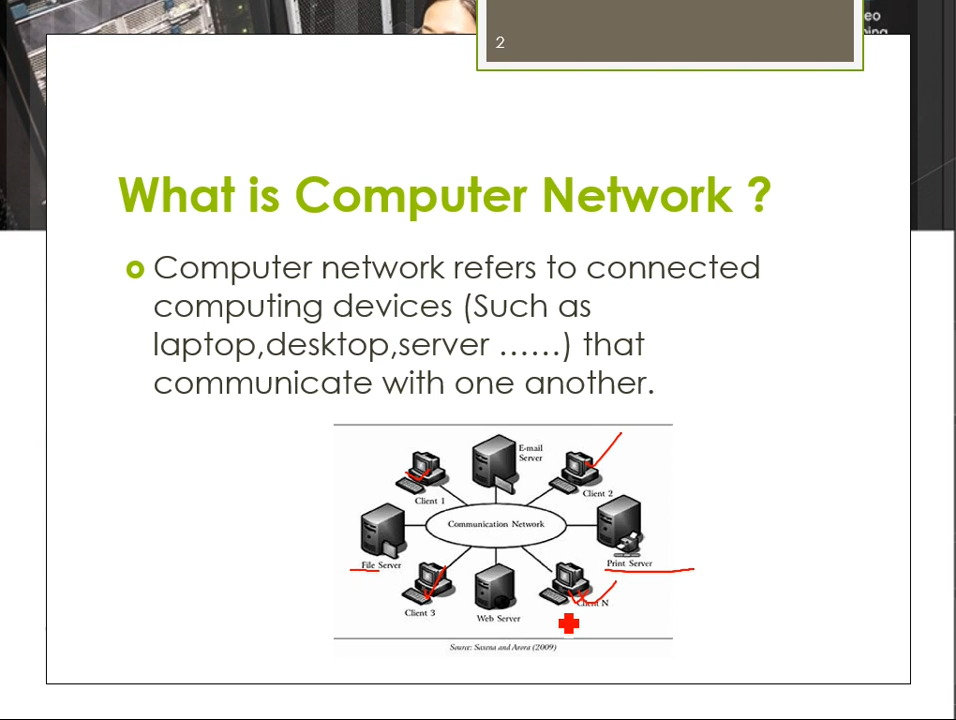 2
eo
What is Computer Network ?
Computer network refers to connected
computing devices (Such as
laptop,desktop,server ……) that
communicate with one another.
E-mail
Server
Client 1
Client 2
Communication Network
File Server
Print Server
Client 3
Web Server
Client N
Source: Saxena and Arora (2009)